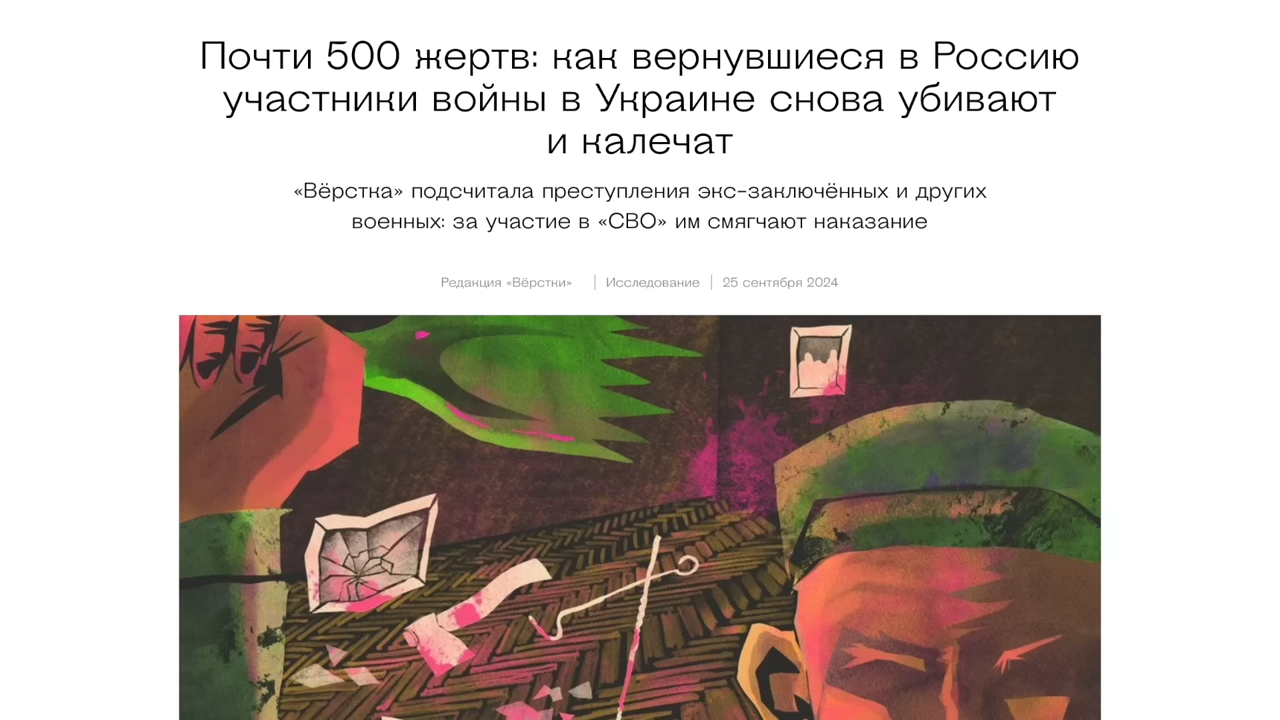 Почти 500 жертв: как вернувшиеся в Россию
участники войны в Украине снова убивают
и калечат
«Вёрстка» подсчитала преступления экс-заключённых и других
военных: за участие в «СВО» им смягчают наказание
Редакция «Вёрстки» | Исследование | 25 сентября 2024